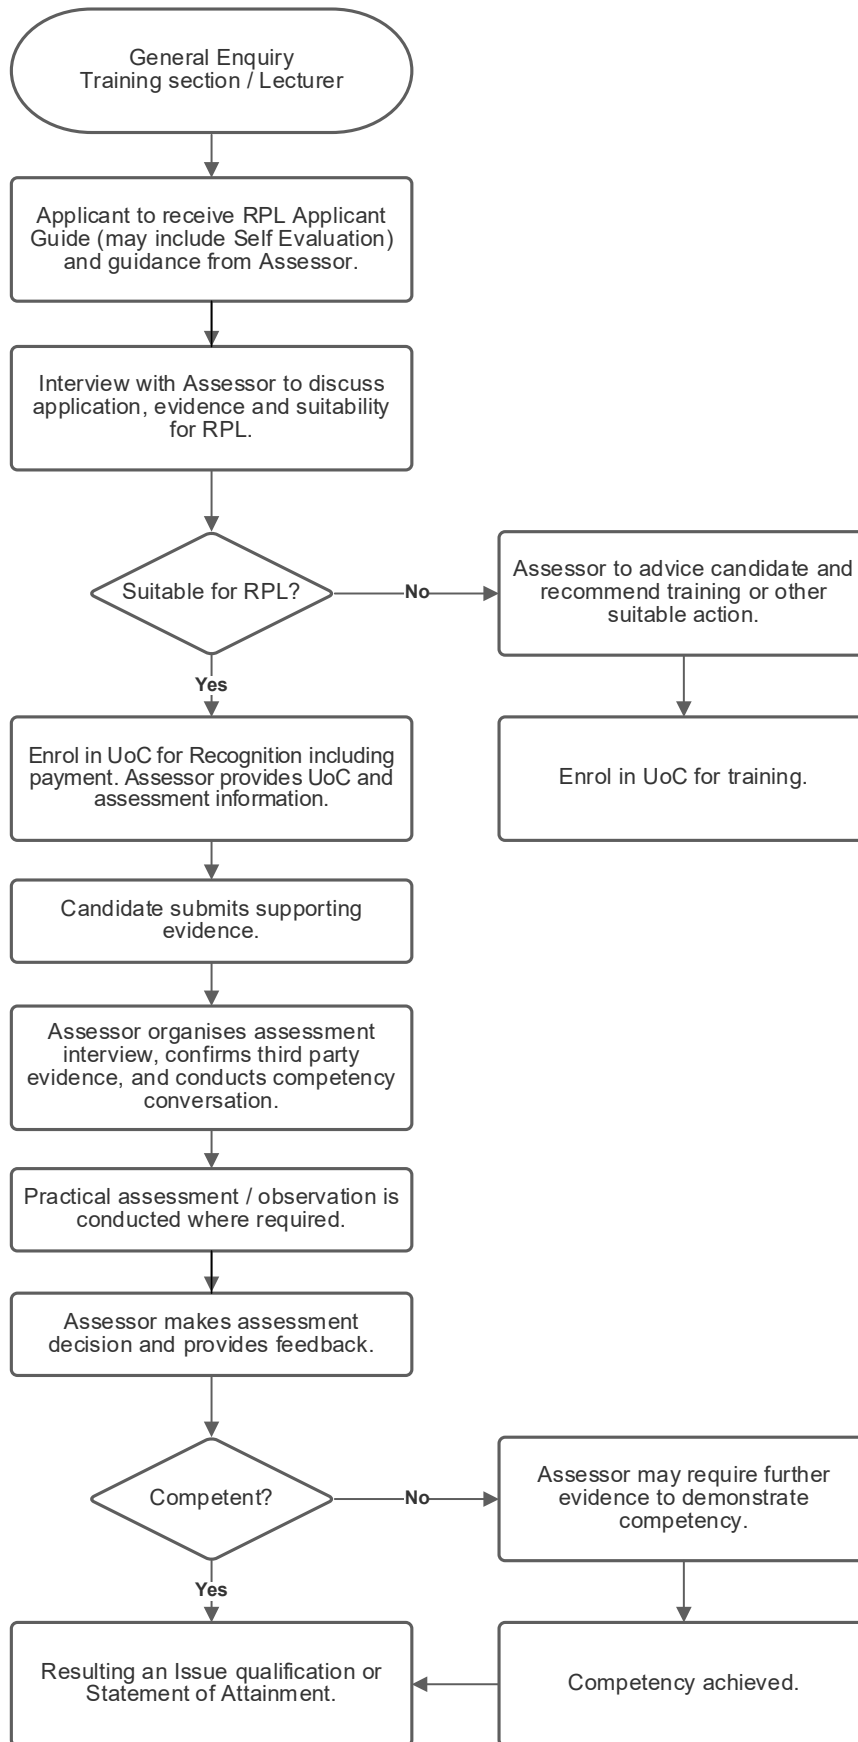 General Enquiry
Training section / Lecturer
Applicant to receive RPL Applicant
Guide (may include Self Evaluation)
and guidance from Assessor.
Interview with Assessor to discuss
application, evidence and suitability
for RPL.
Suitable for RPL?
No
Assessor to advice candidate and
recommend training or other
suitable action.
Yes
Enrol in UoC for Recognition including
payment. Assessor provides UoC and
assessment information.
Enrol in UoC for training.
Candidate submits supporting
evidence.
Assessor organises assessment
interview, confirms third party
evidence, and conducts competency
conversation.
Practical assessment / observation is
conducted where required.
Assessor makes assessment
decision and provides feedback.
Competent?
No
Assessor may require further
evidence to demonstrate
competency.
Yes
Resulting an Issue qualification or
Statement of Attainment.
Competency achieved.